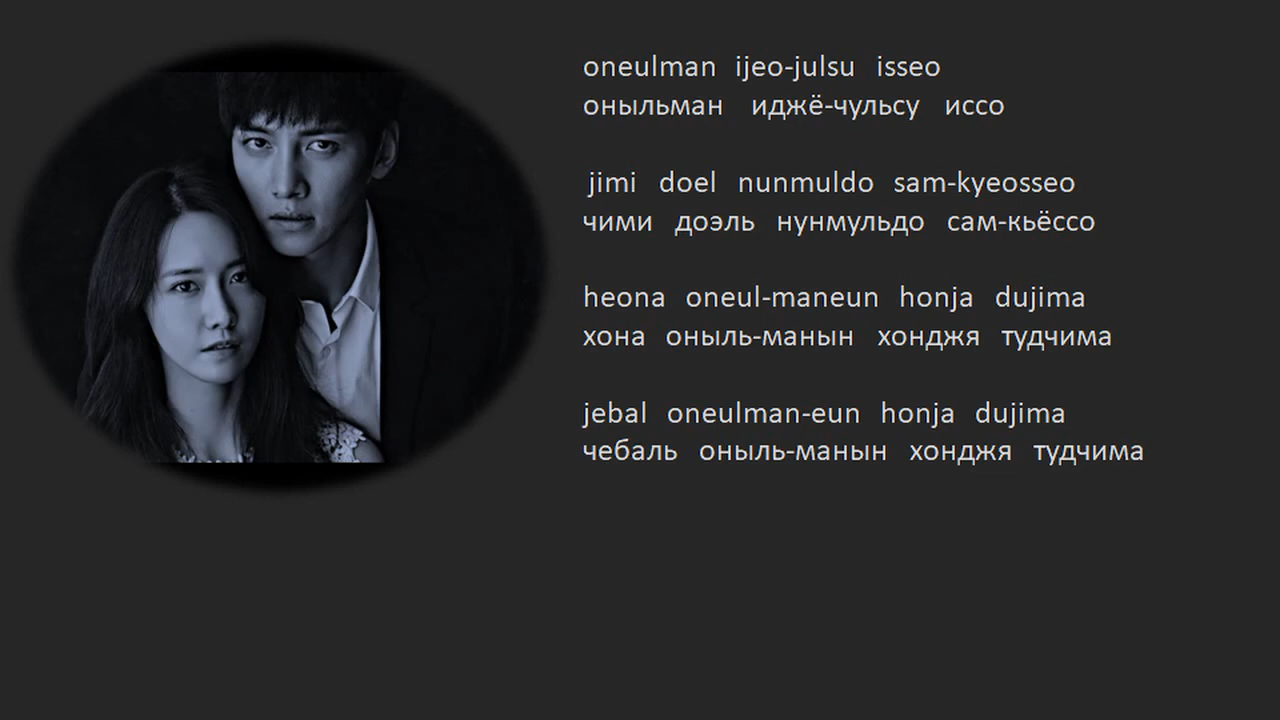 oneulman ijeo-julsu isseo
оныльман иджё-чульсу иссо
jimi doel nunmuldo sam-kyeosseo
чими доэль нунмульдо сам-кьёссо
heona oneul-maneun honja dujima
хона оныль-манын хонджя тудчима
jebal oneulman-eun honja dujima
чебаль оныль-манын хонджя тудчима